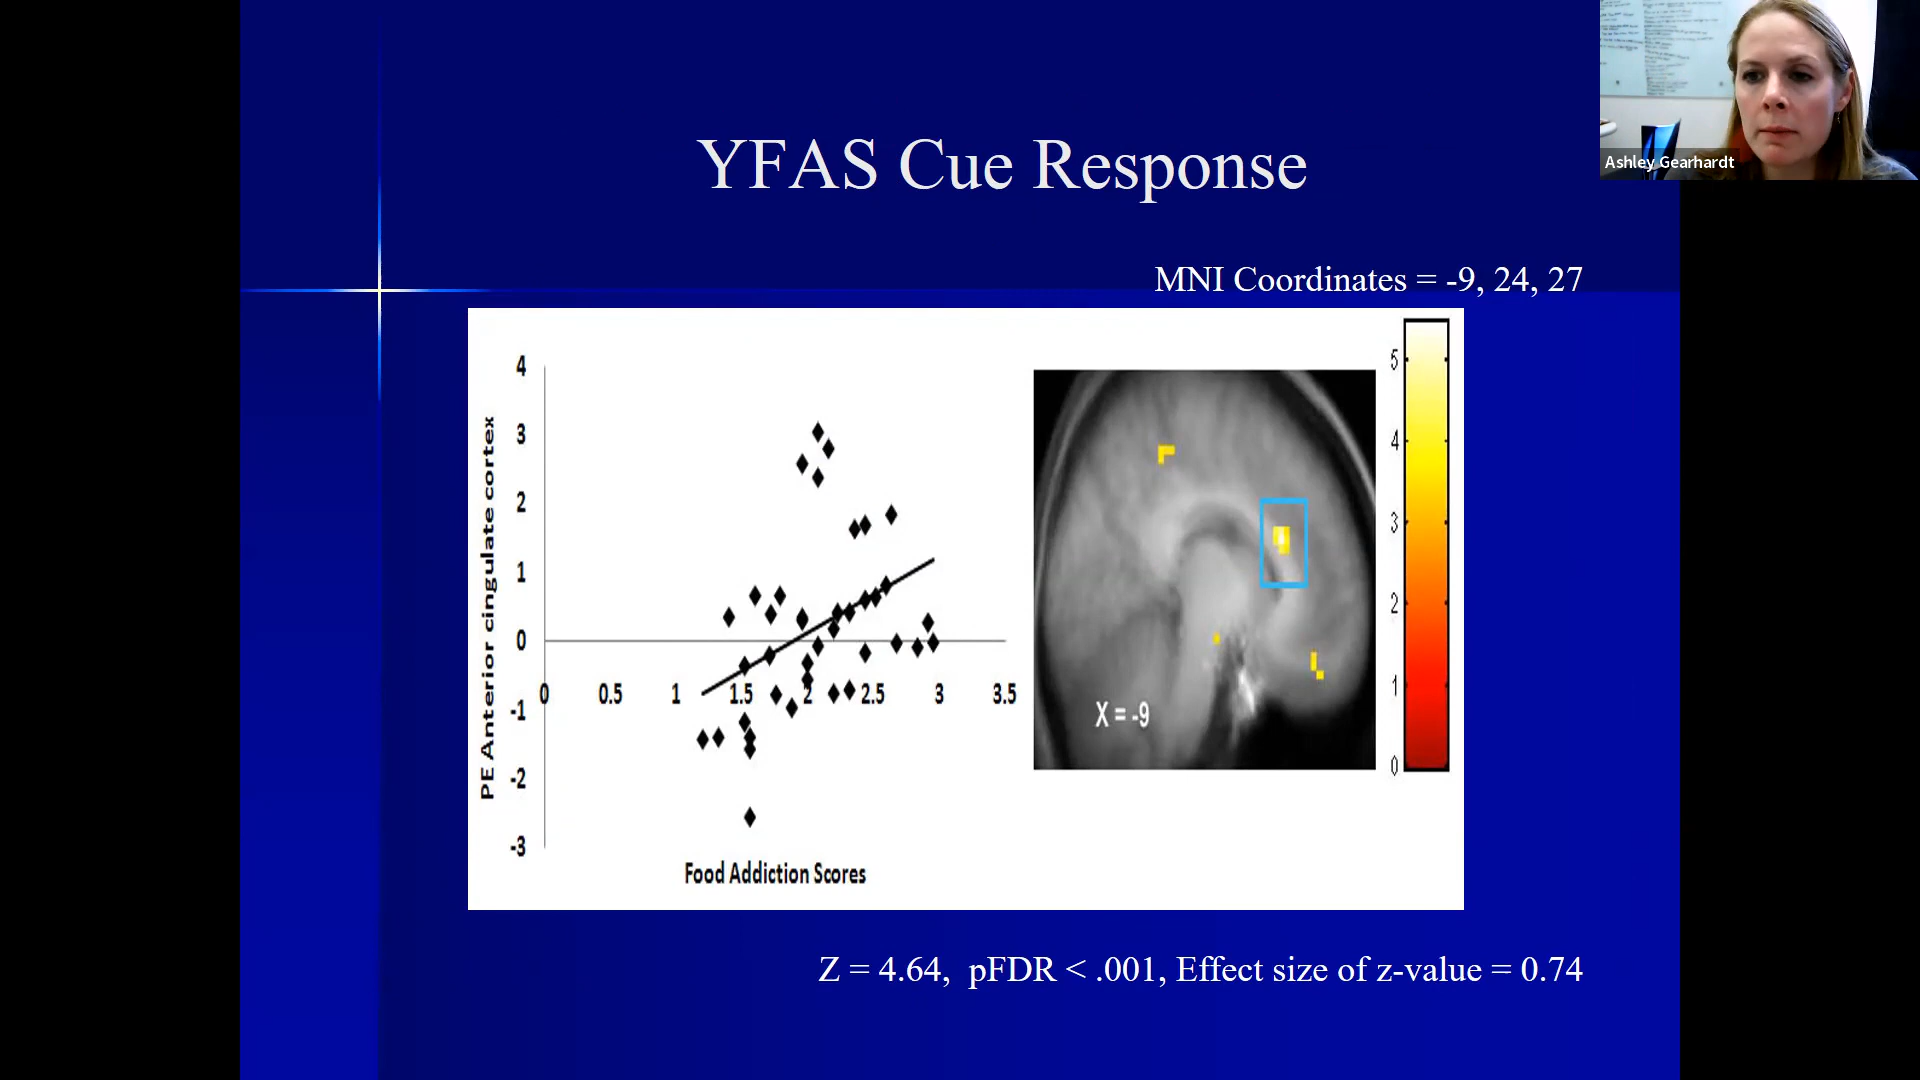 YFAS Cue Response
Ashley Gearhardt
MNI Coordinates = -9, 24, 27
PE Anterior cingulate cortex
4
3
2
1
0
-1
-2
-3
0 0.5 1 1.5 2 2.5 3 3.5
Food Addiction Scores
X = -9
5
4
3
2
1
0
Z = 4.64, pFDR < .001, Effect size of z-value = 0.74